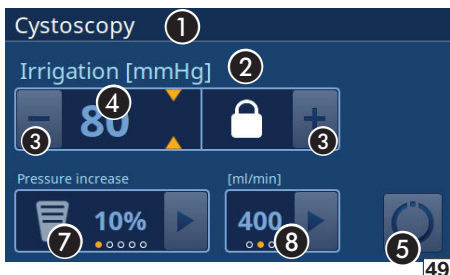 Cystoscopy 1
Irrigation [mmHg] 2
− 80 4 +
3 3
Pressure increase [ml/min]
10% 400
7 8 5
49